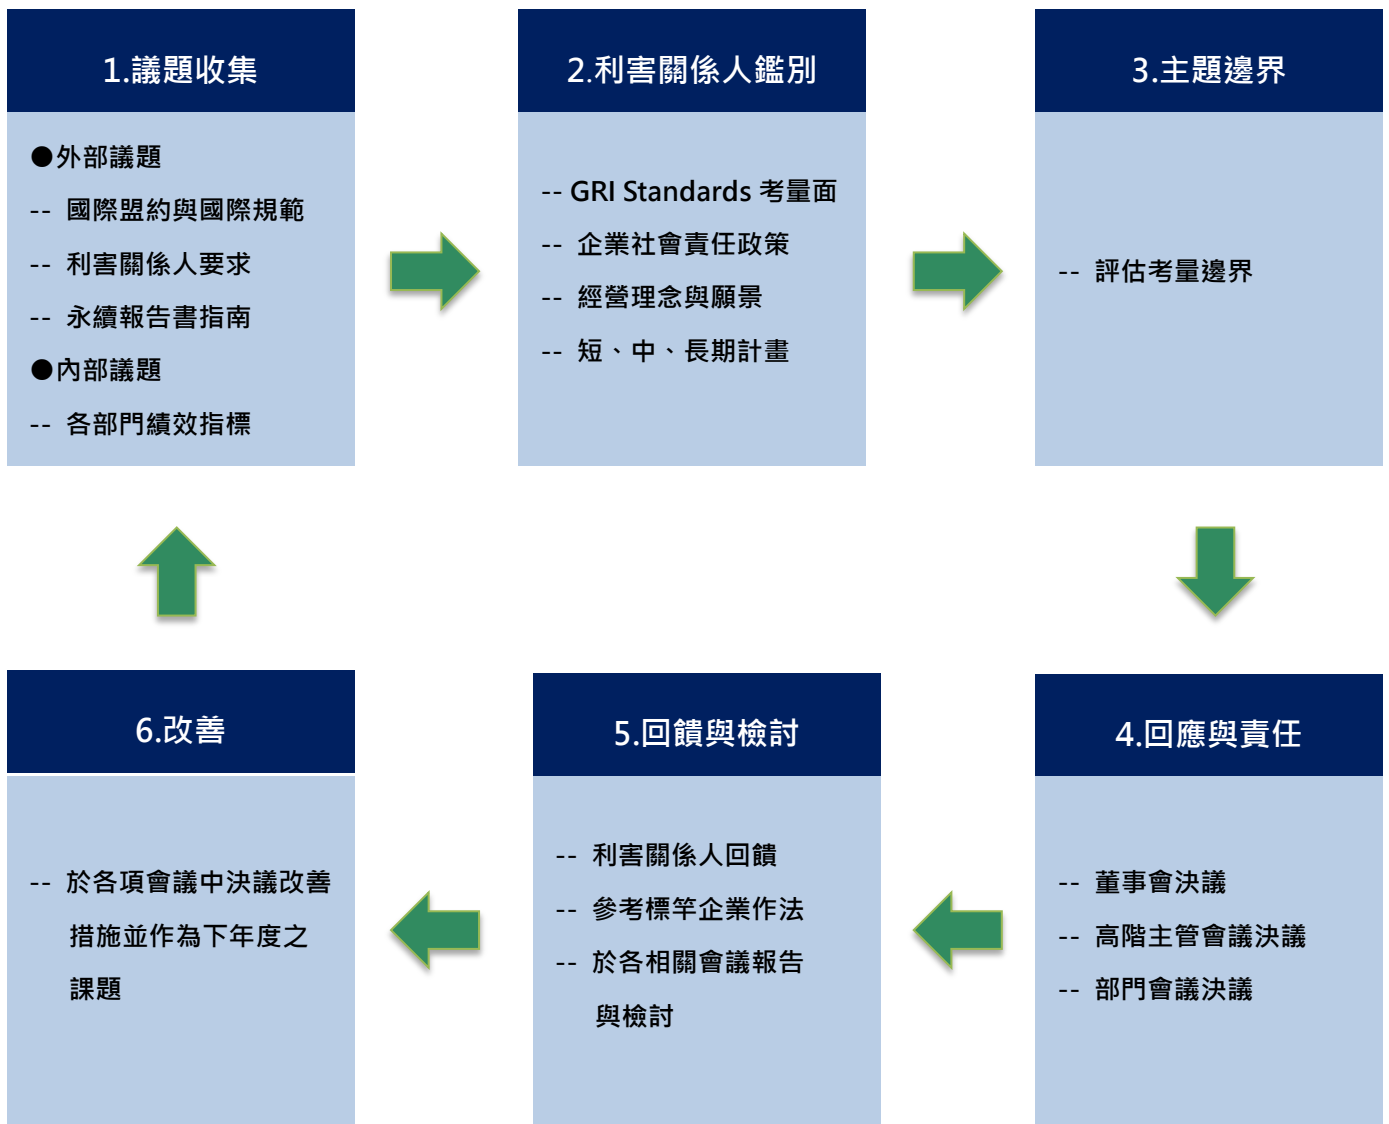 1.議題收集
●外部議題
-- 國際盟約與國際規範
-- 利害關係人要求
-- 永續報告書指南
●內部議題
-- 各部門績效指標
2.利害關係人鑑別
-- GRI Standards 考量面
-- 企業社會責任政策
-- 經營理念與願景
-- 短、中、長期計畫
3.主題邊界
-- 評估考量邊界
4.回應與責任
-- 董事會決議
-- 高階主管會議決議
-- 部門會議決議
5.回饋與檢討
-- 利害關係人回饋
-- 參考標竿企業作法
-- 於各相關會議報告
與檢討
6.改善
-- 於各項會議中決議改善
措施並作為下年度之
課題